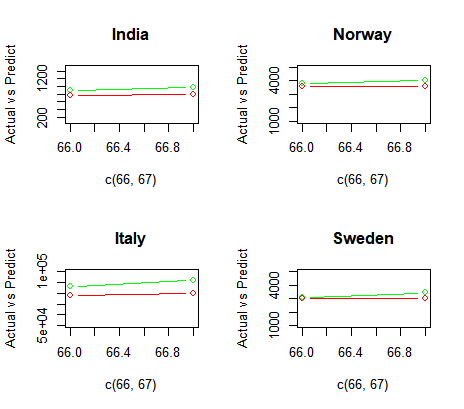 India
Actual vs Predict
1200
200
66.0 66.4 66.8
c(66, 67)
Norway
Actual vs Predict
4000
1000
66.0 66.4 66.8
c(66, 67)
Italy
Actual vs Predict
1e+05
5e+04
66.0 66.4 66.8
c(66, 67)
Sweden
Actual vs Predict
4000
1000
66.0 66.4 66.8
c(66, 67)